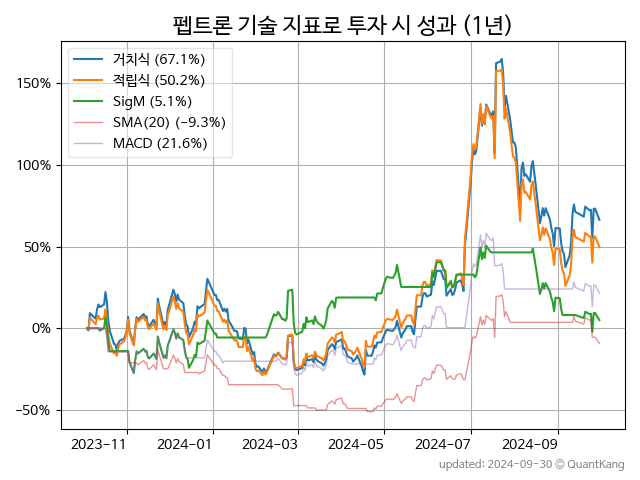 펩트론 기술 지표로 투자 시 성과 (1년)
거치식 (67.1%)
적립식 (50.2%)
SigM (5.1%)
SMA(20) (−9.3%)
MACD (21.6%)
150%
100%
50%
0%
−50%
2023-11
2024-01
2024-03
2024-05
2024-07
2024-09
updated: 2024-09-30 © QuantKang